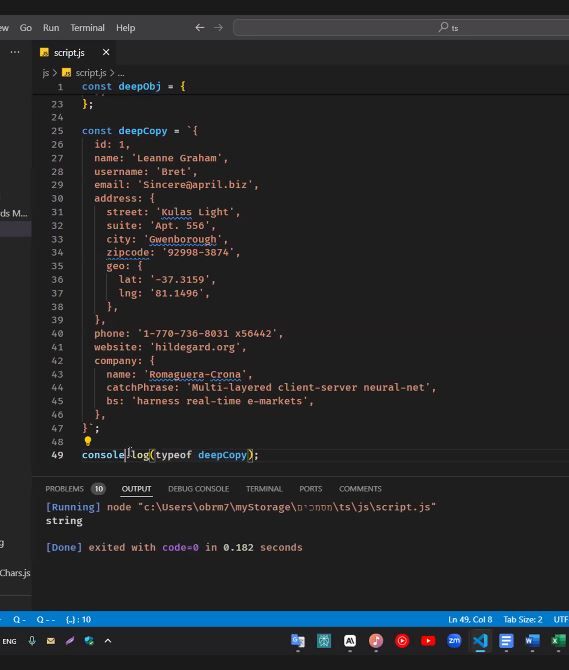 ew Go Run Terminal Help
← → ts
... JS script.js ×
js > JS script.js > ...
1 const deepObj = {
23 };
24
25 const deepCopy = `{
26 id: 1,
27 name: 'Leanne Graham',
28 username: 'Bret',
29 email: 'Sincere@april.biz',
30 address: {
31 street: 'Kulas Light',
32 suite: 'Apt. 556',
33 city: 'Gwenborough',
34 zipcode: '92998-3874',
35 geo: {
36 lat: '-37.3159',
37 lng: '81.1496',
38 },
39 },
40 phone: '1-770-736-8031 x56442',
41 website: 'hildegard.org',
42 company: {
43 name: 'Romaguera-Crona',
44 catchPhrase: 'Multi-layered client-server neural-net',
45 bs: 'harness real-time e-markets',
46 },
47 }`;
48
49 console.log(typeof deepCopy);
ds M...
PROBLEMS 10 OUTPUT DEBUG CONSOLE TERMINAL PORTS COMMENTS
[Running] node "c:\Users\obrm7\myStorage\מסמכים\ts\js\script.js"
string
[Done] exited with code=0 in 0.182 seconds
g
Chars.js
Q - Q - - {..} : 10 Ln 49, Col 8 Tab Size: 2 UTF
ENG zm